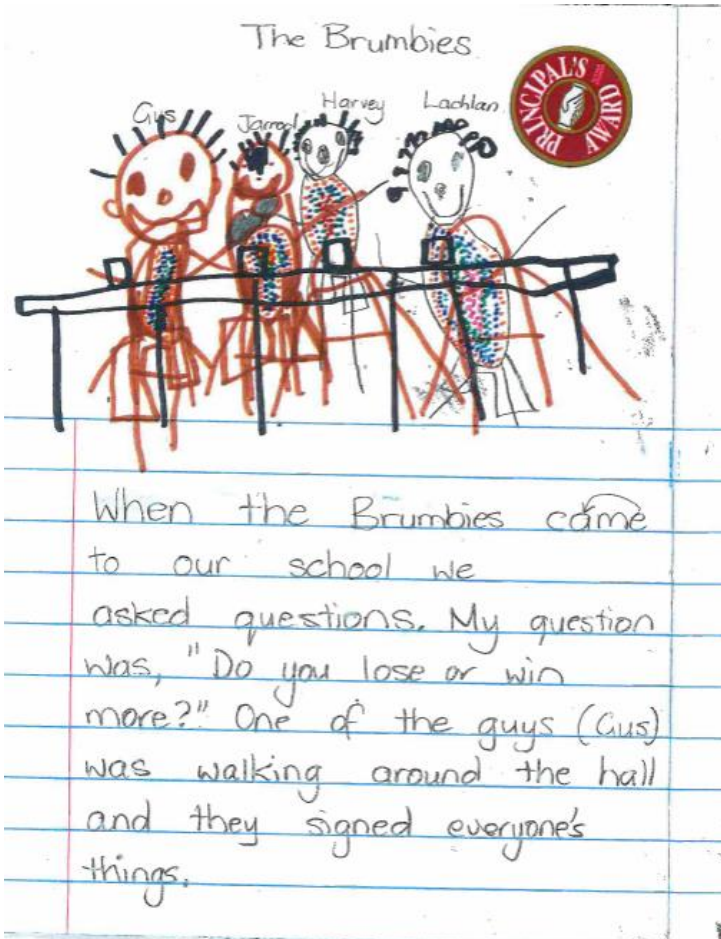 The Brumbies
PRINCIPAL'S AWARD
Gus
Jarrod
Harvey
Lachlan
When the Brumbies came
to our school we
asked questions. My question
was, "Do you lose or win
more?" One of the guys (Gus)
was walking around the hall
and they signed everyone's
things.